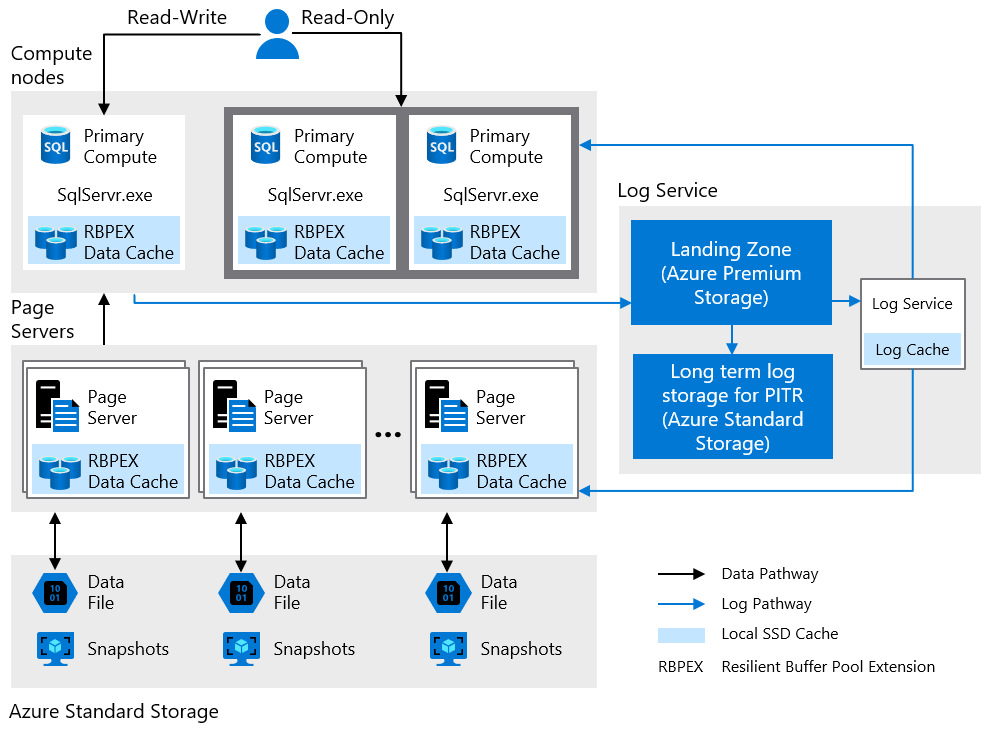 Read-Write
Read-Only
Compute
nodes
SQL
Primary
Compute
SqlServr.exe
RBPEX
Data Cache
SQL
Primary
Compute
SqlServr.exe
RBPEX
Data Cache
SQL
Primary
Compute
SqlServr.exe
RBPEX
Data Cache
Log Service
Landing Zone
(Azure Premium
Storage)
Log Service
Log Cache
Long term log
storage for PITR
(Azure Standard
Storage)
Page
Servers
Page
Server
RBPEX
Data Cache
Page
Server
RBPEX
Data Cache
...
Page
Server
RBPEX
Data Cache
10
01
Data
File
Snapshots
10
01
Data
File
Snapshots
10
01
Data
File
Snapshots
Azure Standard Storage
Data Pathway
Log Pathway
Local SSD Cache
RBPEX Resilient Buffer Pool Extension